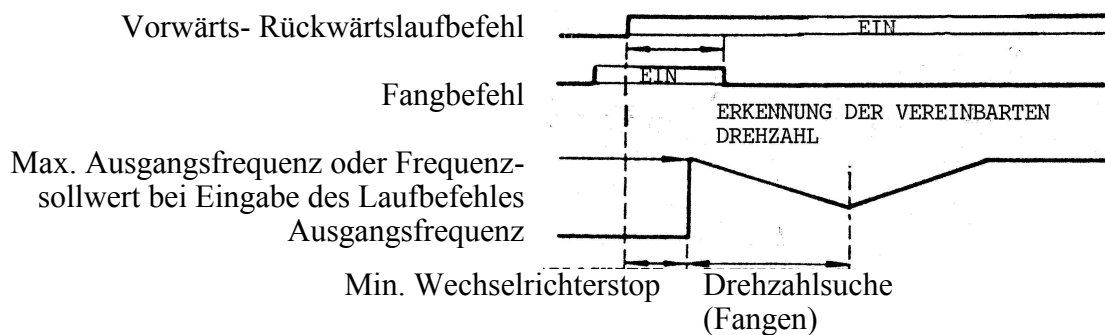 Vorwärts- Rückwärtslaufbefehl
EIN
EIN
Fangbefehl
ERKENNUNG DER VEREINBARTEN
DREHZAHL
Max. Ausgangsfrequenz oder Frequenz-
sollwert bei Eingabe des Laufbefehles
Ausgangsfrequenz
Min. Wechselrichterstop
Drehzahlsuche
(Fangen)